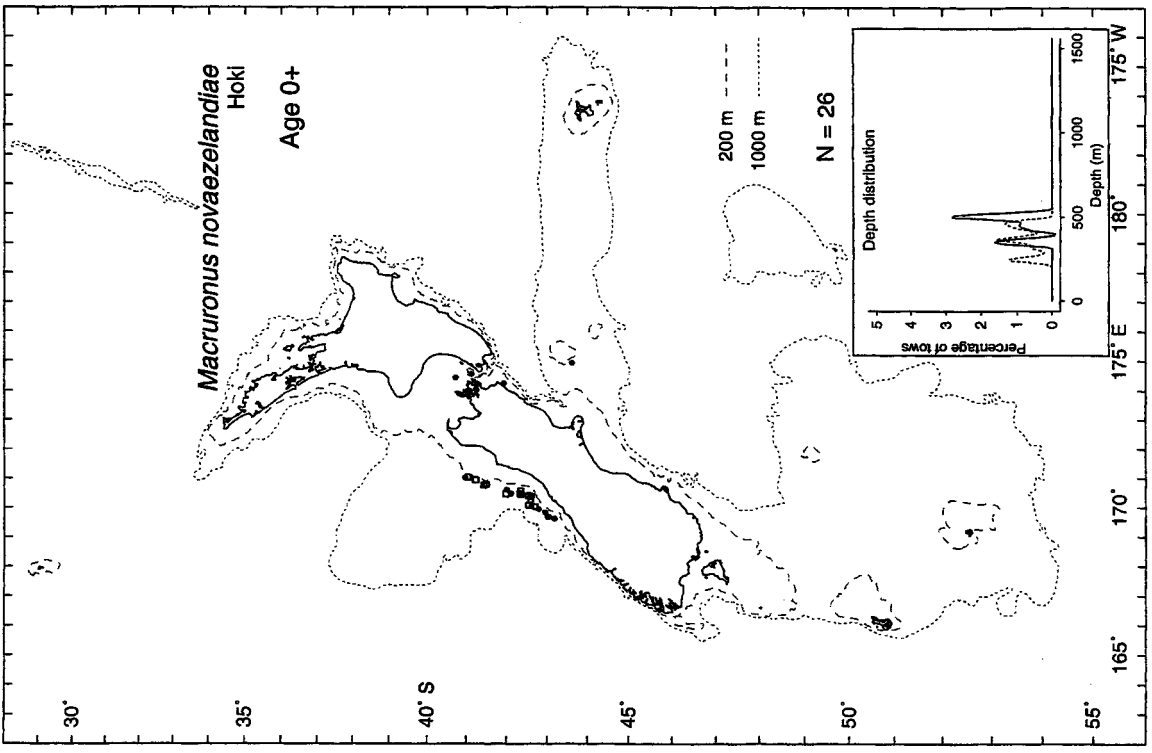 Macruronus novaezelandiae
Hoki
Age 0+
200 m
1000 m
N = 26
Depth distribution
Percentage of tows
5
4
3
2
1
0
0
500
1000
1500
Depth (m)
30°
35°
40° S
45°
50°
55°
165°
170°
175° E
180°
175° W